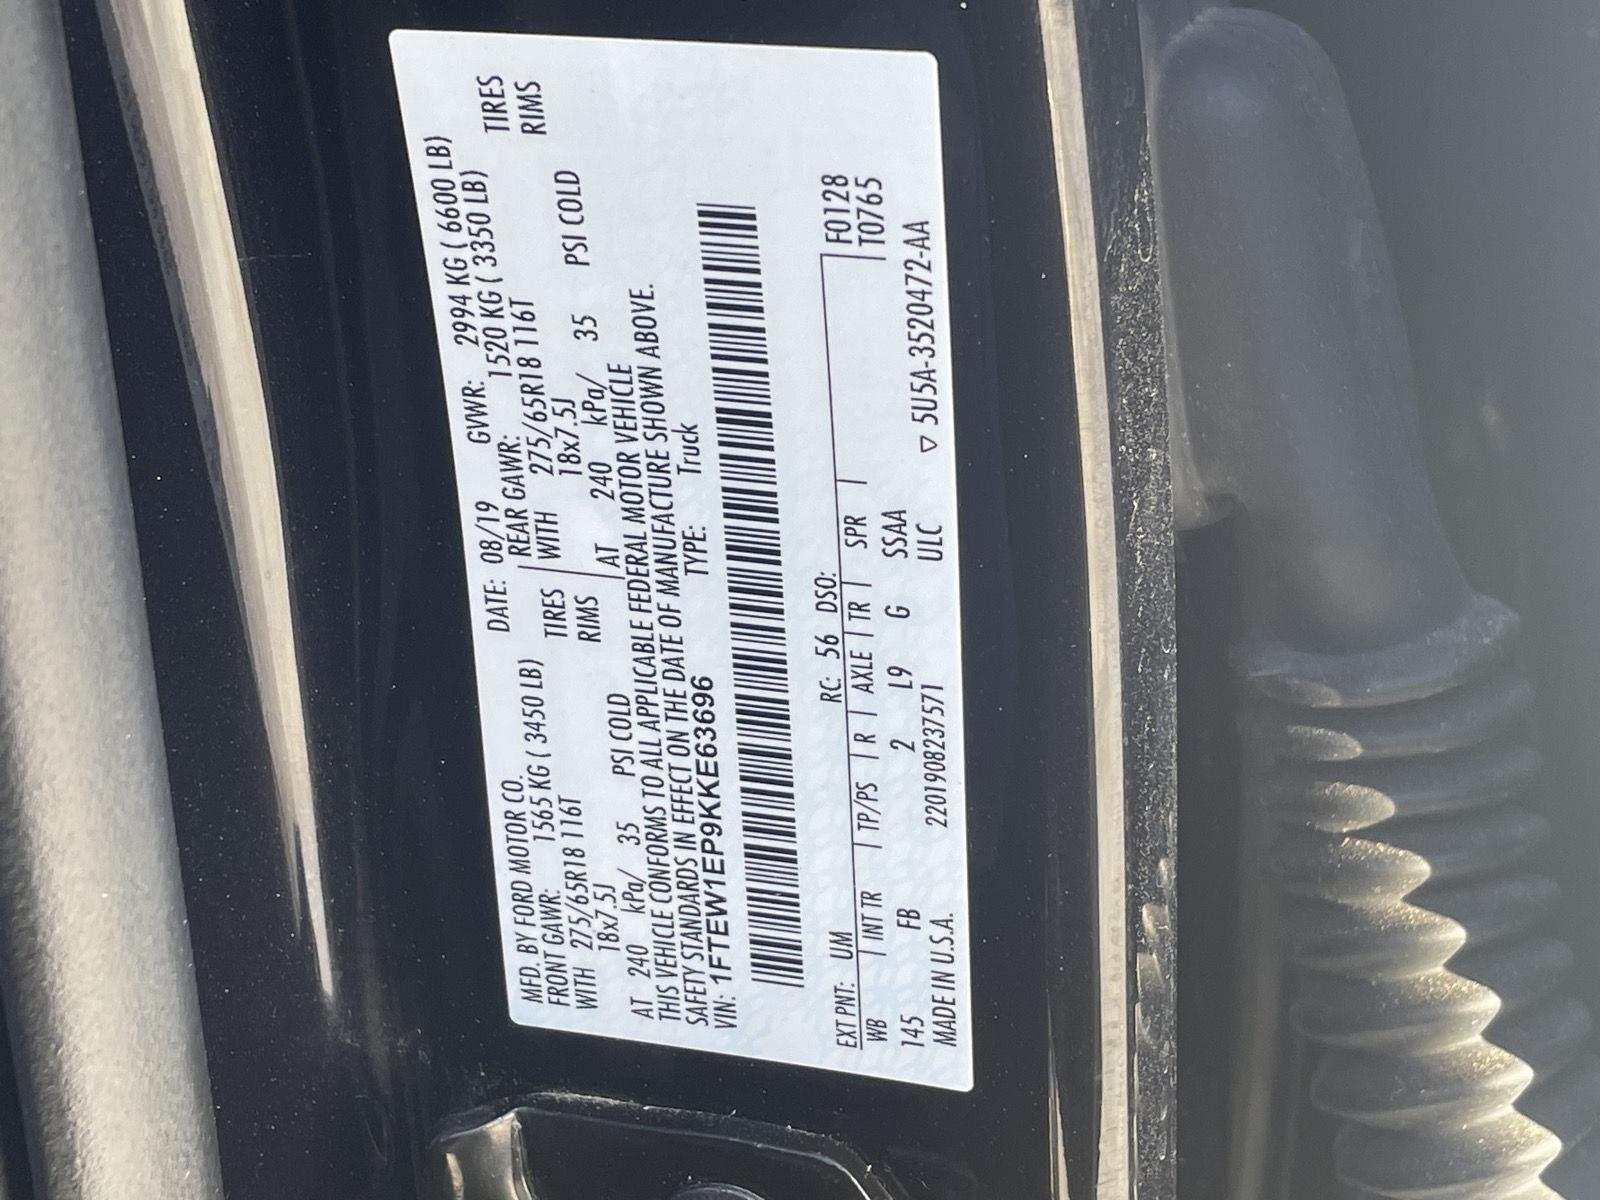 MFD. BY FORD MOTOR CO. DATE: 08/19 GVWR: 2994 KG ( 6600 LB)
FRONT GAWR: 1565 KG ( 3450 LB) REAR GAWR: 1520 KG ( 3350 LB)
WITH 275/65R18 116T TIRES WITH 275/65R18 116T TIRES
18x7.5J RIMS 18x7.5J RIMS
AT 240 kPa/ 35 PSI COLD AT 240 kPa/ 35 PSI COLD
THIS VEHICLE CONFORMS TO ALL APPLICABLE FEDERAL MOTOR VEHICLE
SAFETY STANDARDS IN EFFECT ON THE DATE OF MANUFACTURE SHOWN ABOVE.
VIN: 1FTEW1EP9KKE63696 TYPE: Truck
EXT PNT: UM RC: 56 DSO: F0128
WB INT TR TP/PS R AXLE TR SPR T0765
145 FB 2 L9 G SSAA
MADE IN U.S.A. 2201908237571 ULC ▽ 5U5A-3520472-AA